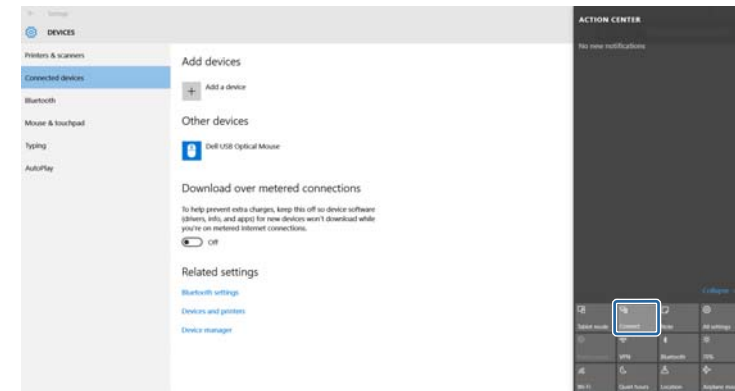 Settings
DEVICES
Printers & scanners
Connected devices
Bluetooth
Mouse & touchpad
Typing
AutoPlay
Add devices
Add a device
Other devices
Dell USB Optical Mouse
Download over metered connections
To help prevent extra charges, keep this off so device software
(drivers, info, and apps) for new devices won't download while
you're on metered Internet connections.
Off
Related settings
Bluetooth settings
Devices and printers
Device manager
ACTION CENTER
No new notifications
Collapse
Tablet mode
Connect
Note
All settings
VPN
Bluetooth
70%
Wi-Fi
Quiet hours
Location
Airplane mode